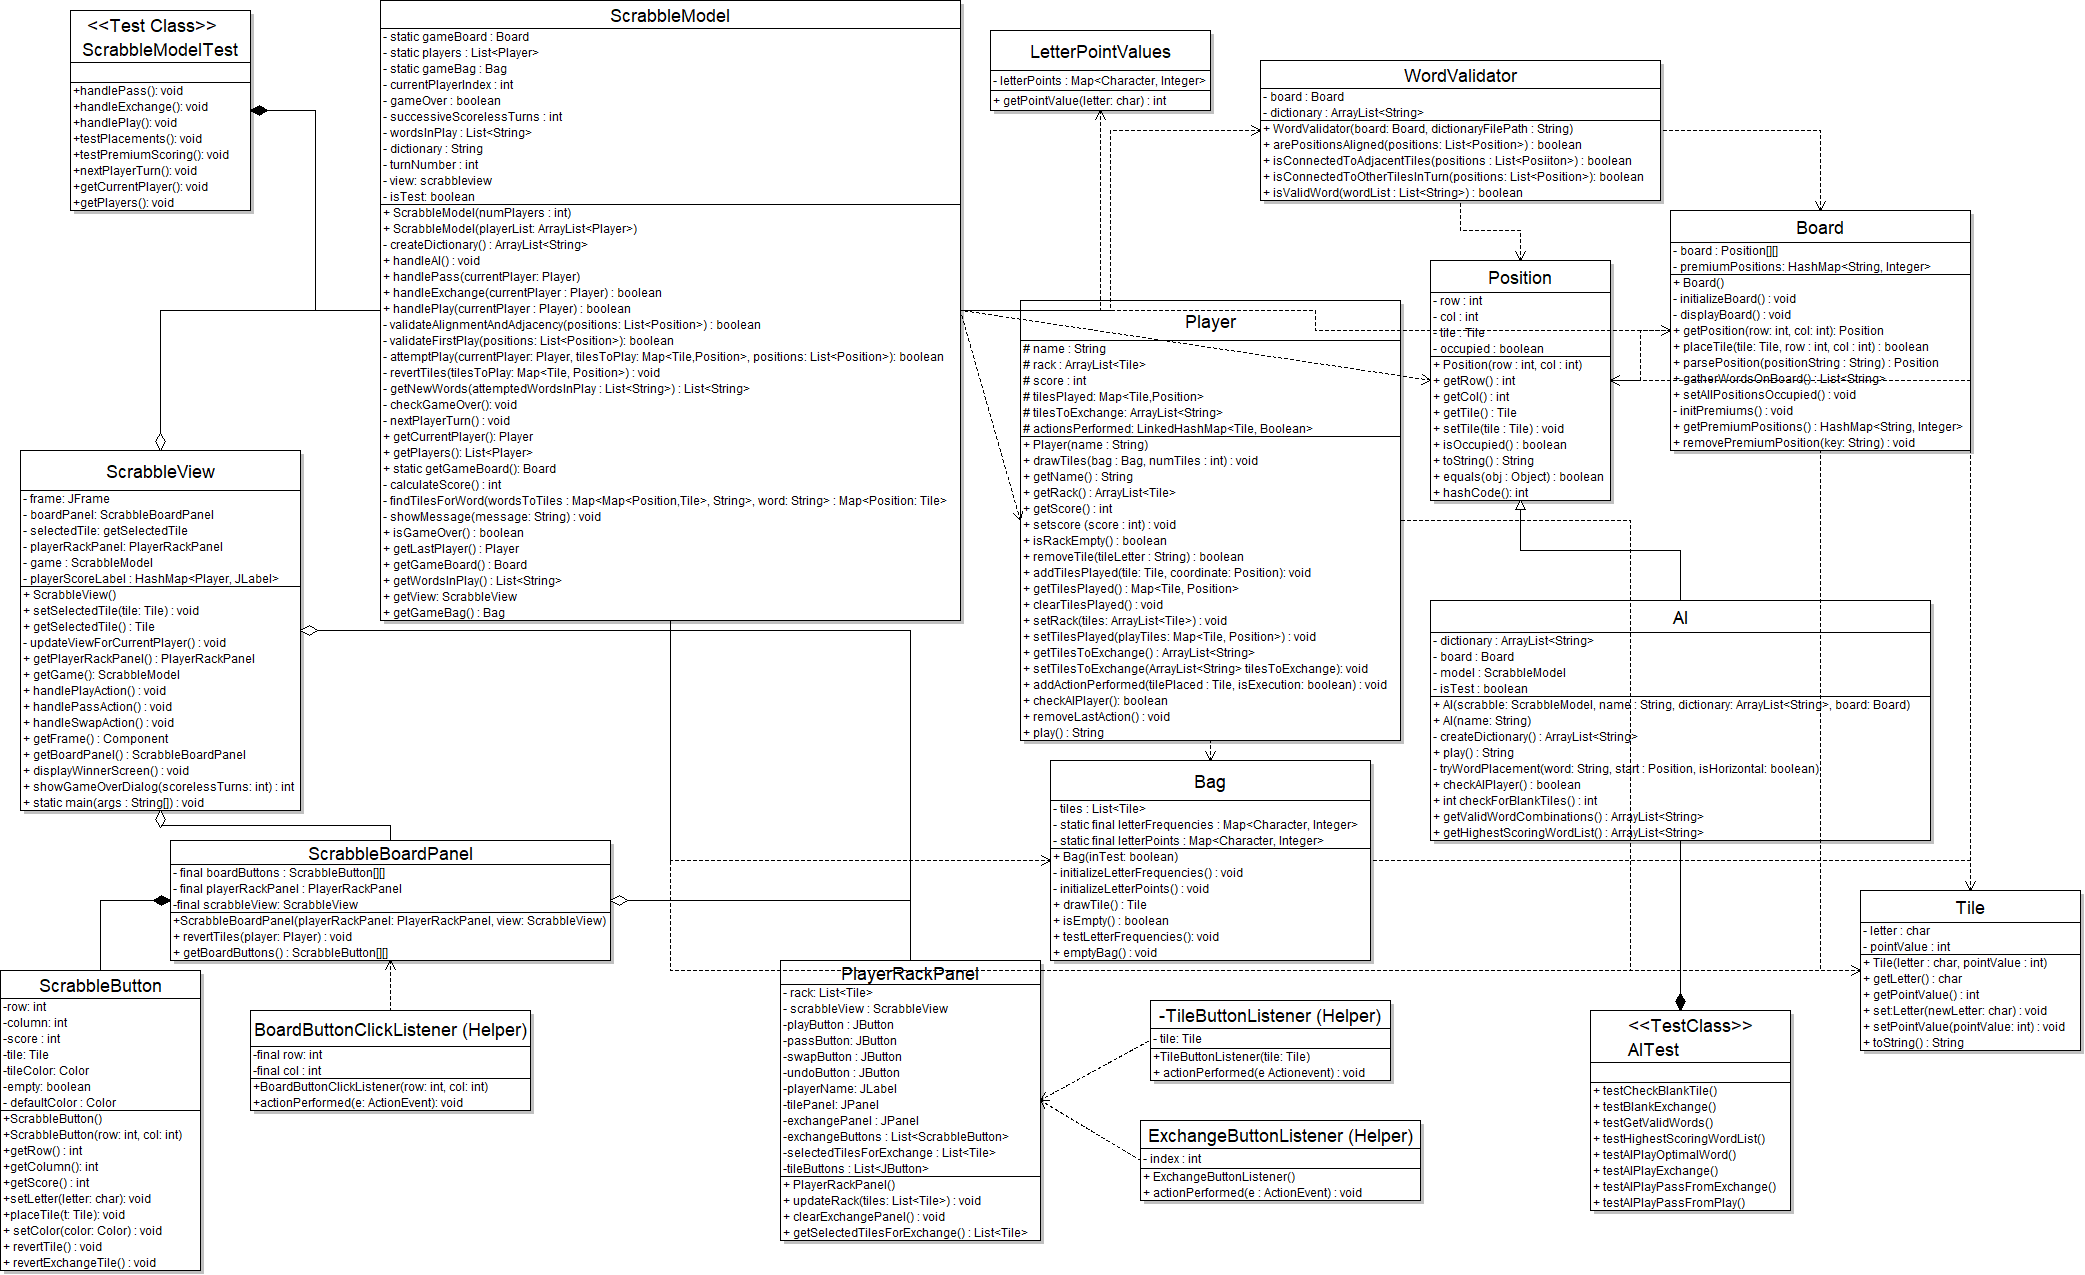 <<Test Class>>
ScrabbleModelTest
+handlePass(): void
+handleExchange(): void
+handlePlay(): void
+testPlacements(): void
+testPremiumScoring(): void
+nextPlayerTurn(): void
+getCurrentPlayer(): void
+getPlayers(): void
ScrabbleModel
- static gameBoard : Board
- static players : List<Player>
- static gameBag : Bag
- currentPlayerIndex : int
- gameOver : boolean
- successiveScorelessTurns : int
- wordsInPlay : List<String>
- dictionary : String
- turnNumber : int
- view: scrabbleview
- isTest: boolean
+ ScrabbleModel(numPlayers : int)
+ ScrabbleModel(playerList: ArrayList<Player>)
- createDictionary() : ArrayList<String>
+ handleAI() : void
+ handlePass(currentPlayer: Player)
+ handleExchange(currentPlayer : Player) : boolean
+ handlePlay(currentPlayer : Player) : boolean
- validateAlignmentAndAdjacency(positions: List<Position>) : boolean
- validateFirstPlay(positions: List<Position>): boolean
- attemptPlay(currentPlayer: Player, tilesToPlay: Map<Tile,Position>, positions: List<Position>): boolean
- revertTiles(tilesToPlay: Map<Tile, Position>) : void
- getNewWords(attemptedWordsInPlay : List<String>) : List<String>
- checkGameOver(): void
- nextPlayerTurn() : void
+ getCurrentPlayer(): Player
+ getPlayers(): List<Player>
+ static getGameBoard(): Board
- calculateScore() : int
- findTilesForWord(wordsToTiles : Map<Map<Position,Tile>, String>, word: String> : Map<Position: Tile>
- showMessage(message: String) : void
+ isGameOver() : boolean
+ getLastPlayer() : Player
+ getGameBoard() : Board
+ getWordsInPlay() : List<String>
+ getView: ScrabbleView
+ getGameBag() : Bag
LetterPointValues
- letterPoints : Map<Character, Integer>
+ getPointValue(letter: char) : int
WordValidator
- board : Board
- dictionary : ArrayList<String>
+ WordValidator(board: Board, dictionaryFilePath : String)
+ arePositionsAligned(positions: List<Position>) : boolean
+ isConnectedToAdjacentTiles(positions : List<Posiiton>) : boolean
+ isConnectedToOtherTilesInTurn(positions: List<Position>): boolean
+ isValidWord(wordList : List<String>) : boolean
Board
- board : Position[][]
- premiumPositions: HashMap<String, Integer>
+ Board()
- initializeBoard() : void
- displayBoard() : void
+ getPosition(row: int, col: int): Position
+ placeTile(tile: Tile, row : int, col : int) : boolean
+ parsePosition(positionString : String) : Position
+ gatherWordsOnBoard() : List<String>
+ setAllPositionsOccupied() : void
- initPremiums() : void
+ getPremiumPositions() : HashMap<String, Integer>
+ removePremiumPosition(key: String) : void
Position
- row : int
- col : int
- tile : Tile
- occupied : boolean
+ Position(row : int, col : int)
+ getRow() : int
+ getCol() : int
+ getTile() : Tile
+ setTile(tile : Tile) : void
+ isOccupied() : boolean
+ toString() : String
+ equals(obj : Object) : boolean
+ hashCode(): int
Player
# name : String
# rack : ArrayList<Tile>
# score : int
# tilesPlayed: Map<Tile,Position>
# tilesToExchange: ArrayList<String>
# actionsPerformed: LinkedHashMap<Tile, Boolean>
+ Player(name : String)
+ drawTiles(bag : Bag, numTiles : int) : void
+ getName() : String
+ getRack() : ArrayList<Tile>
+ getScore() : int
+ setscore (score : int) : void
+ isRackEmpty() : boolean
+ removeTile(tileLetter : String) : boolean
+ addTilesPlayed(tile: Tile, coordinate: Position): void
+ getTilesPlayed() : Map<Tile, Position>
+ clearTilesPlayed() : void
+ setRack(tiles: ArrayList<Tile>) : void
+ setTilesPlayed(playTiles: Map<Tile, Position>) : void
+ getTilesToExchange() : ArrayList<String>
+ setTilesToExchange(ArrayList<String> tilesToExchange): void
+ addActionPerformed(tilePlaced : Tile, isExecution: boolean) : void
+ checkAIPlayer(): boolean
+ removeLastAction() : void
+ play() : String
ScrabbleView
- frame: JFrame
- boardPanel: ScrabbleBoardPanel
- selectedTile: getSelectedTile
- playerRackPanel: PlayerRackPanel
- game : ScrabbleModel
- playerScoreLabel : HashMap<Player, JLabel>
+ ScrabbleView()
+ setSelectedTile(tile: Tile) : void
+ getSelectedTile() : Tile
- updateViewForCurrentPlayer() : void
+ getPlayerRackPanel() : PlayerRackPanel
+ getGame(): ScrabbleModel
+ handlePlayAction() : void
+ handlePassAction() : void
+ handleSwapAction() : void
+ getFrame() : Component
+ getBoardPanel() : ScrabbleBoardPanel
+ displayWinnerScreen() : void
+ showGameOverDialog(scorelessTurns: int) : int
+ static main(args : String[]) : void
AI
- dictionary : ArrayList<String>
- board : Board
- model : ScrabbleModel
- isTest : boolean
+ AI(scrabble: ScrabbleModel, name : String, dictionary: ArrayList<String>, board: Board)
+ AI(name: String)
- createDictionary() : ArrayList<String>
+ play() : String
- tryWordPlacement(word: String, start : Position, isHorizontal: boolean)
+ checkAIPlayer() : boolean
+ int checkForBlankTiles() : int
+ getValidWordCombinations() : ArrayList<String>
+ getHighestScoringWordList() : ArrayList<String>
Bag
- tiles : List<Tile>
- static final letterFrequencies : Map<Character, Integer>
- static final letterPoints : Map<Character, Integer>
+ Bag(inTest: boolean)
- initializeLetterFrequencies() : void
- initializeLetterPoints() : void
+ drawTile() : Tile
+ isEmpty() : boolean
+ testLetterFrequencies(): void
+ emptyBag() : void
ScrabbleBoardPanel
- final boardButtons : ScrabbleButton[][]
- final playerRackPanel : PlayerRackPanel
-final scrabbleView: ScrabbleView
+ScrabbleBoardPanel(playerRackPanel: PlayerRackPanel, view: ScrabbleView)
+ revertTiles(player: Player) : void
+ getBoardButtons() : ScrabbleButton[][]
Tile
- letter : char
- pointValue : int
+ Tile(letter : char, pointValue : int)
+ getLetter() : char
+ getPointValue() : int
+ set:Letter(newLetter: char) : void
+ setPointValue(pointValue: int) : void
+ toString() : String
ScrabbleButton
-row: int
-column: int
-score : int
-tile: Tile
-tileColor: Color
-empty: boolean
- defaultColor : Color
+ScrabbleButton()
+ScrabbleButton(row: int, col: int)
+getRow() : int
+getColumn(): int
+getScore() : int
+setLetter(letter: char): void
+placeTile(t: Tile): void
+ setColor(color: Color) : void
+ revertTile() : void
+ revertExchangeTile() : void
BoardButtonClickListener (Helper)
-final row: int
-final col : int
+BoardButtonClickListener(row: int, col: int)
+actionPerformed(e: ActionEvent): void
PlayerRackPanel
- rack: List<Tile>
- scrabbleView : ScrabbleView
-playButton : JButton
-passButton: JButton
-swapButton : JButton
-undoButton : JButton
-playerName: JLabel
-tilePanel: JPanel
-exchangePanel : JPanel
-exchangeButtons : List<ScrabbleButton>
-selectedTilesForExchange : List<Tile>
-tileButtons : List<JButton>
+ PlayerRackPanel()
+ updateRack(tiles: List<Tile>) : void
+ clearExchangePanel() : void
+ getSelectedTilesForExchange() : List<Tile>
-TileButtonListener (Helper)
- tile: Tile
+TileButtonListener(tile: Tile)
+ actionPerformed(e Actionevent) : void
ExchangeButtonListener (Helper)
- index : int
+ ExchangeButtonListener()
+ actionPerformed(e : ActionEvent) : void
<<TestClass>>
AITest
+ testCheckBlankTile()
+ testBlankExchange()
+ testGetValidWords()
+ testHighestScoringWordList()
+ testAIPlayOptimalWord()
+ testAIPlayExchange()
+ testAIPlayPassFromExchange()
+ testAIPlayPassFromPlay()